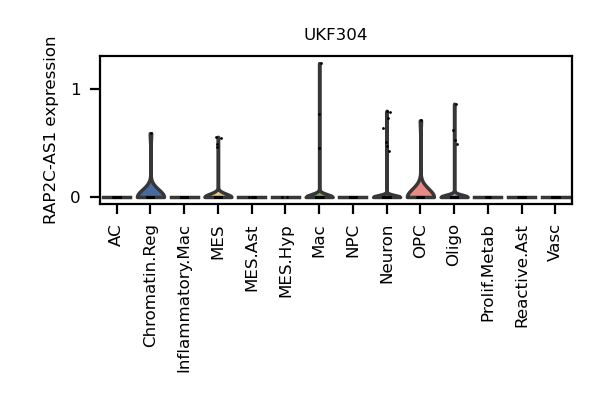 UKF304
RAP2C-AS1 expression
1
0
AC
Chromatin.Reg
Inflammatory.Mac
MES
MES.Ast
MES.Hyp
Mac
NPC
Neuron
OPC
Oligo
Prolif.Metab
Reactive.Ast
Vasc